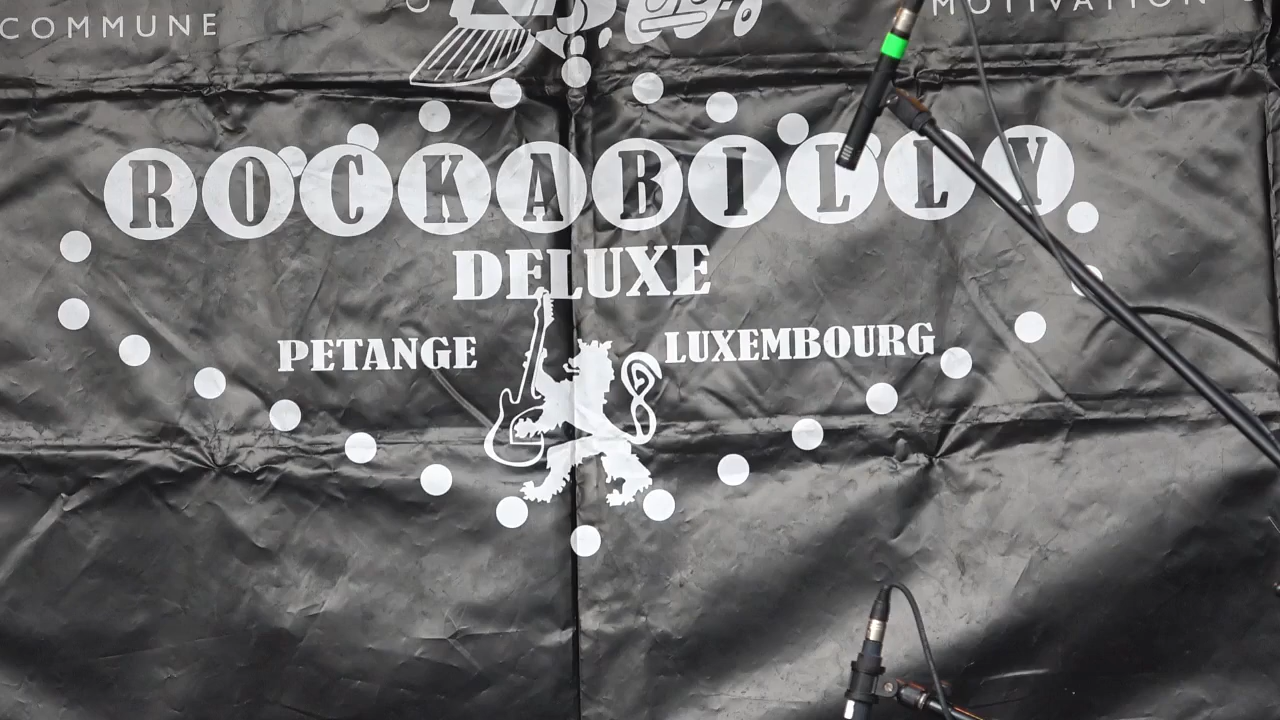 COMMUNE
MOTIVATION
ROCKABILLY
DELUXE
PETANGE LUXEMBOURG